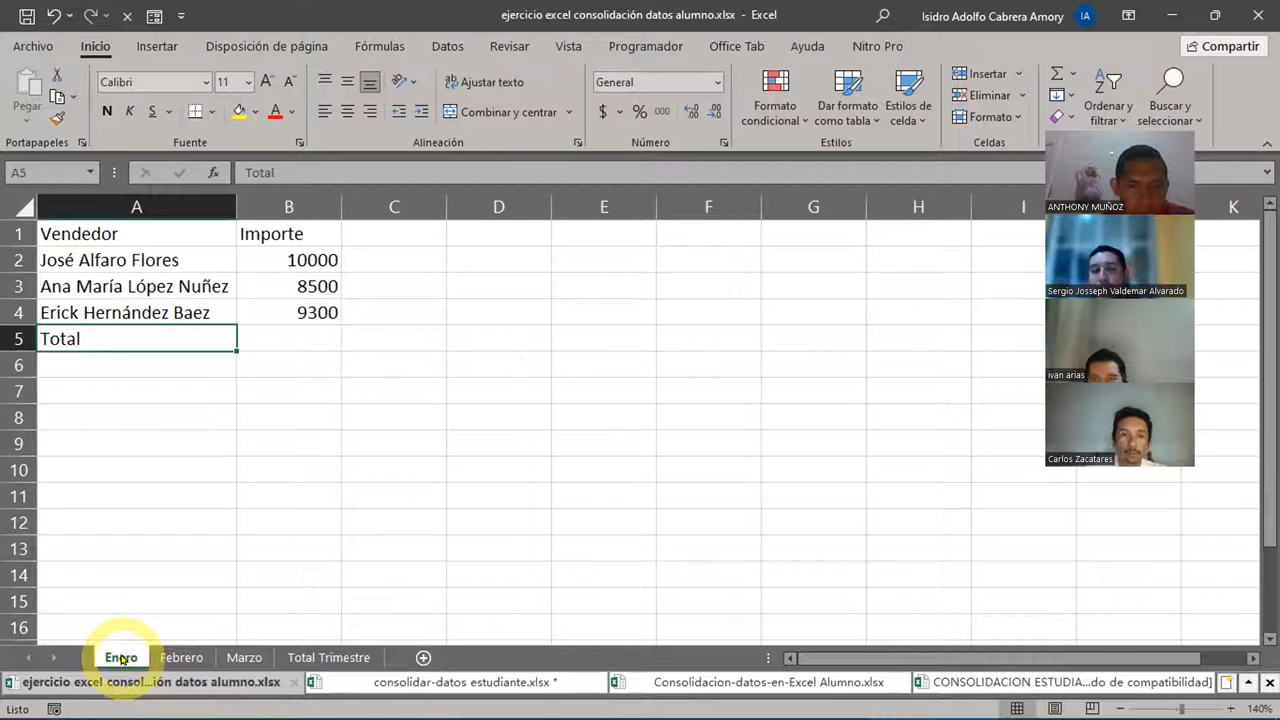 ejercicio excel consolidación datos alumno.xlsx - Excel
Isidro Adolfo Cabrera Amory
IA
Archivo Inicio Insertar Disposición de página Fórmulas Datos Revisar Vista Programador Office Tab Ayuda Nitro Pro Compartir
Pegar
Calibri 11
N K S
Ajustar texto
Combinar y centrar
General
$ % 000
Formato condicional
Dar formato como tabla
Estilos de celda
Insertar
Eliminar
Formato
Ordenar y filtrar
Buscar y seleccionar
Portapapeles Fuente Alineación Número Estilos Celdas
A5 fx Total
A B C D E F G H I K
1 Vendedor Importe
2 José Alfaro Flores 10000
3 Ana María López Nuñez 8500
4 Erick Hernández Baez 9300
5 Total
6
7
8
9
10
11
12
13
14
15
16
ANTHONY MUÑOZ
Sergio Josseph Valdemar Alvarado
ivan arias
Carlos Zacatares
Enero Febrero Marzo Total Trimestre
ejercicio excel consol...ión datos alumno.xlsx consolidar-datos estudiante.xlsx * Consolidacion-datos-en-Excel Alumno.xlsx CONSOLIDACION ESTUDIA...do de compatibilidad]
Listo 140%